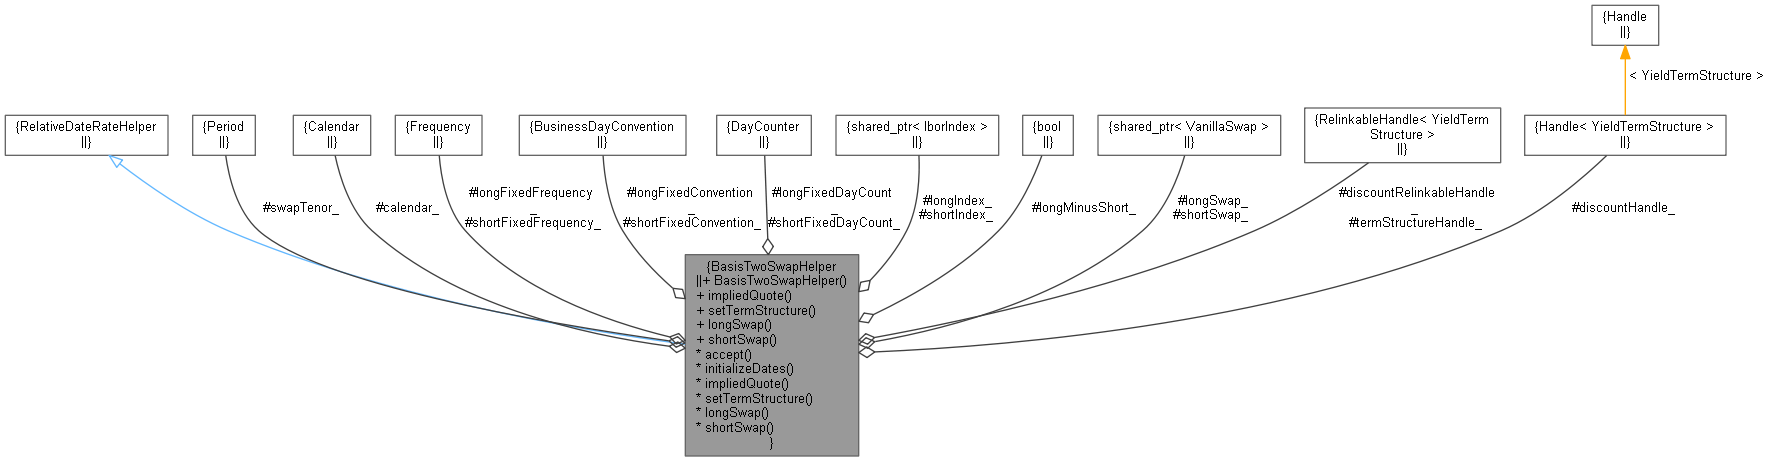 {Handle
||}
< YieldTermStructure >
{RelativeDateRateHelper
||}
{Period
||}
{Calendar
||}
{Frequency
||}
{BusinessDayConvention
||}
{DayCounter
||}
{shared_ptr< IborIndex >
||}
{bool
||}
{shared_ptr< VanillaSwap >
||}
{RelinkableHandle< YieldTerm
Structure >
||}
{Handle< YieldTermStructure >
||}
#swapTenor_
#calendar_
#longFixedFrequency
_
#shortFixedFrequency_
#longFixedConvention
_
#shortFixedConvention_
#longFixedDayCount
_
#shortFixedDayCount_
#longIndex_
#shortIndex_
#longMinusShort_
#longSwap_
#shortSwap_
#discountRelinkableHandle
_
#termStructureHandle_
#discountHandle_
{BasisTwoSwapHelper
||+ BasisTwoSwapHelper()
+ impliedQuote()
+ setTermStructure()
+ longSwap()
+ shortSwap()
* accept()
* initializeDates()
* impliedQuote()
* setTermStructure()
* longSwap()
* shortSwap()
}